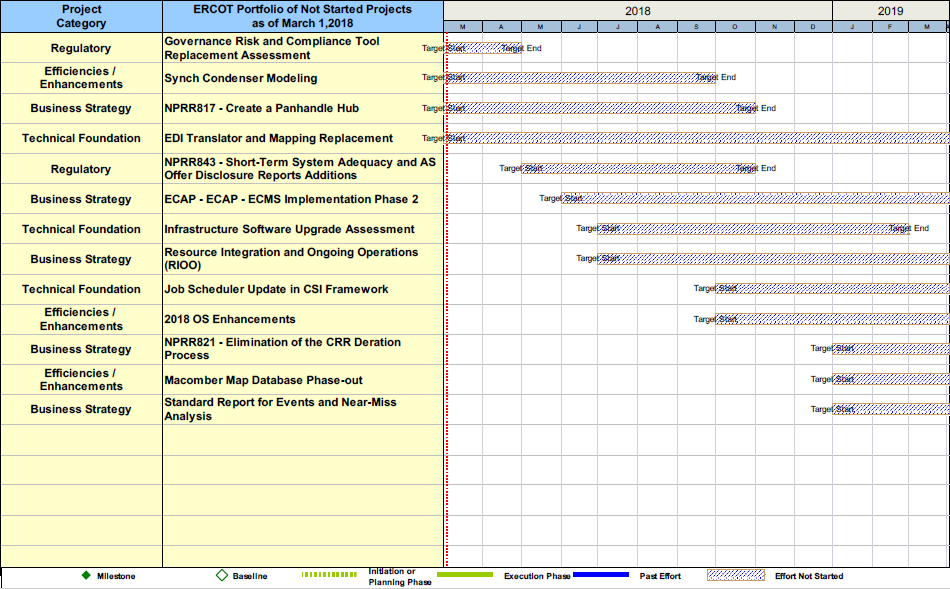 Project
Category
ERCOT Portfolio of Not Started Projects
as of March 1,2018
2018
2019
M A M J J A S O N D J F M
Regulatory
Governance Risk and Compliance Tool
Replacement Assessment
Target Start
Target End
Efficiencies /
Enhancements
Synch Condenser Modeling
Target Start
Target End
Business Strategy
NPRR817 - Create a Panhandle Hub
Target Start
Target End
Technical Foundation
EDI Translator and Mapping Replacement
Target Start
Regulatory
NPRR843 - Short-Term System Adequacy and AS
Offer Disclosure Reports Additions
Target Start
Target End
Business Strategy
ECAP - ECAP - ECMS Implementation Phase 2
Target Start
Technical Foundation
Infrastructure Software Upgrade Assessment
Target Start
Target End
Business Strategy
Resource Integration and Ongoing Operations
(RIOO)
Target Start
Technical Foundation
Job Scheduler Update in CSI Framework
Target Start
Efficiencies /
Enhancements
2018 OS Enhancements
Target Start
Business Strategy
NPRR821 - Elimination of the CRR Deration
Process
Target Start
Efficiencies /
Enhancements
Macomber Map Database Phase-out
Target Start
Business Strategy
Standard Report for Events and Near-Miss
Analysis
Target Start
Milestone
Baseline
Initiation or
Planning Phase
Execution Phase
Past Effort
Effort Not Started